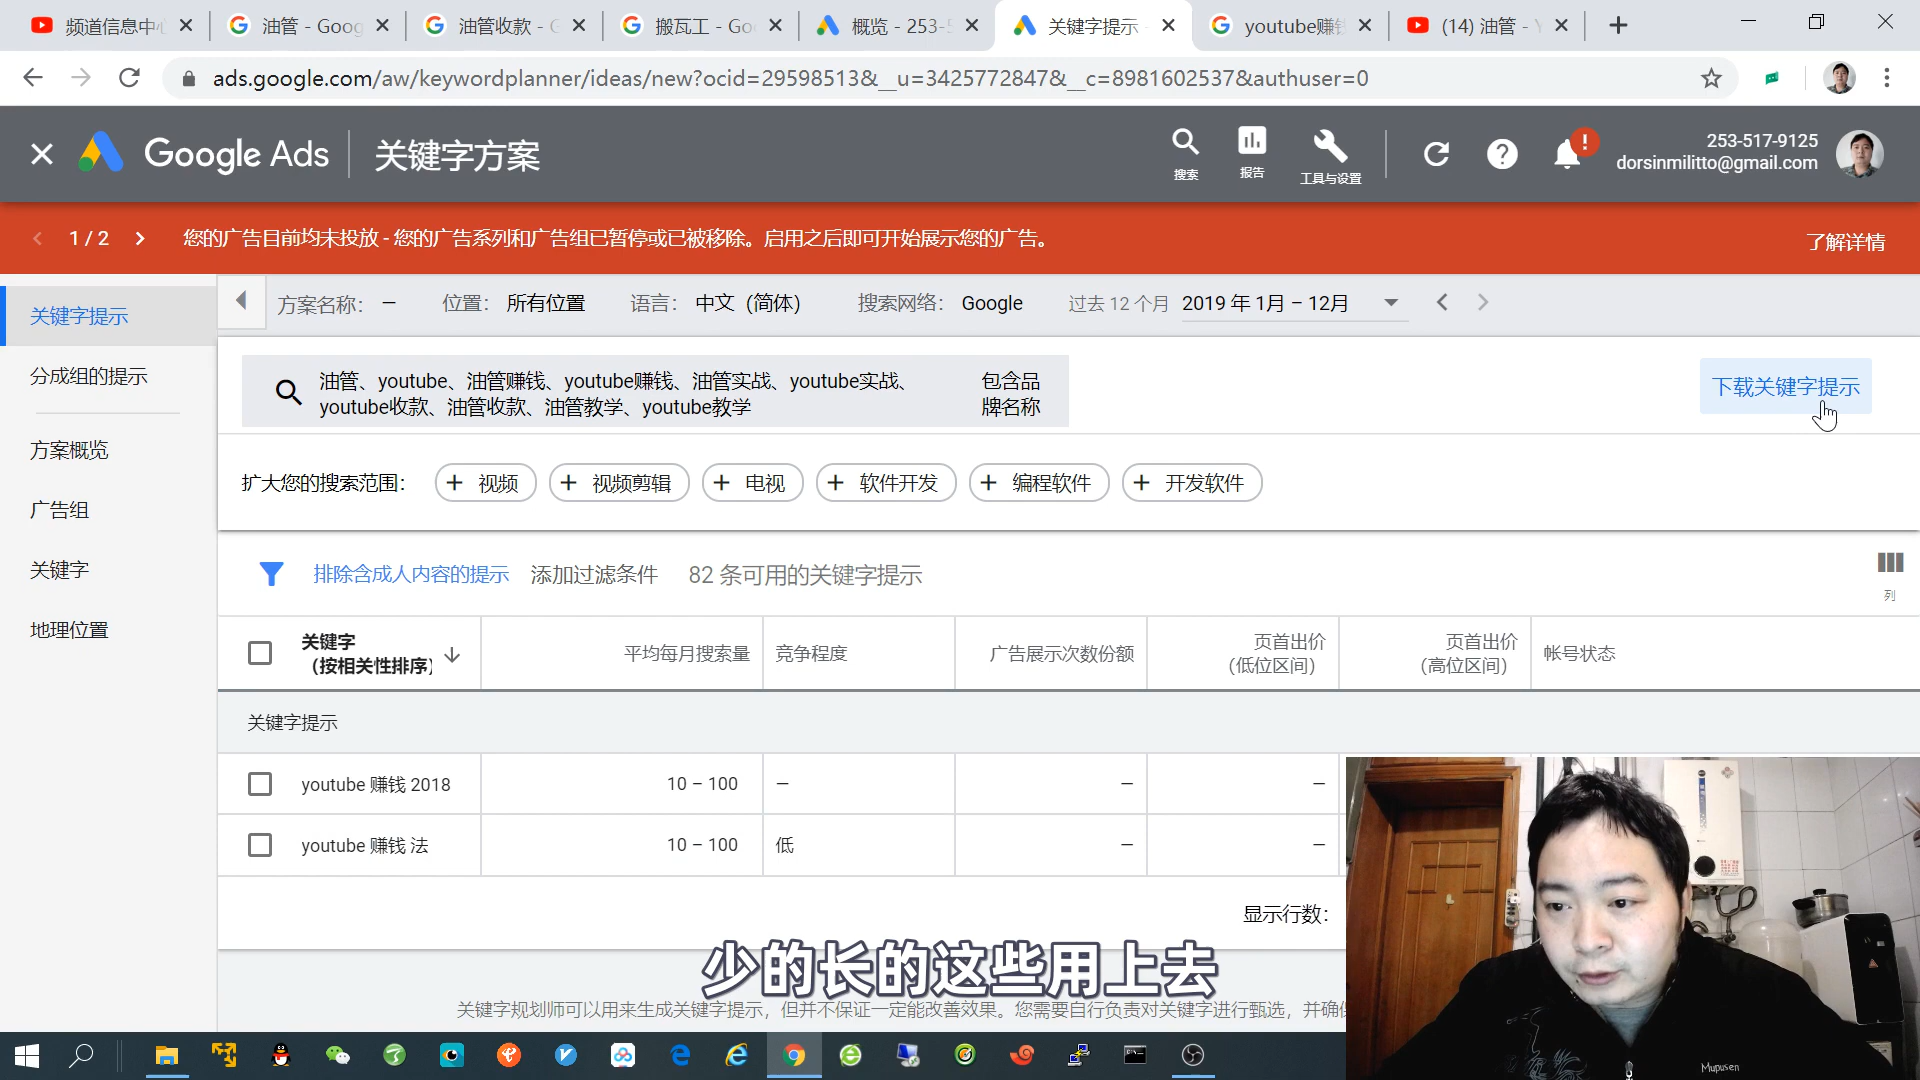 频道信息中心
油管 - Goog
油管收款 - G
搬瓦工 - Go
概览 - 253-5
关键字提示 -
youtube赚钱
(14) 油管 - Y
ads.google.com/aw/keywordplanner/ideas/new?ocid=29598513&__u=3425772847&__c=8981602537&authuser=0
Google Ads
关键字方案
搜索
报告
工具与设置
253-517-9125
dorsinmilitto@gmail.com
1 / 2
您的广告目前均未投放 - 您的广告系列和广告组已暂停或已被移除。启用之后即可开始展示您的广告。
了解详情
关键字提示
分成组的提示
方案概览
广告组
关键字
地理位置
方案名称： –
位置： 所有位置
语言： 中文（简体）
搜索网络： Google
过去 12 个月 2019 年 1月 – 12月
油管、youtube、油管赚钱、youtube赚钱、油管实战、youtube实战、
youtube收款、油管收款、油管教学、youtube教学
包含品
牌名称
下载关键字提示
扩大您的搜索范围：
+ 视频
+ 视频剪辑
+ 电视
+ 软件开发
+ 编程软件
+ 开发软件
排除含成人内容的提示
添加过滤条件
82 条可用的关键字提示
列
关键字
（按相关性排序）
平均每月搜索量
竞争程度
广告展示次数份额
页首出价
（低位区间）
页首出价
（高位区间）
帐号状态
关键字提示
youtube 赚钱 2018
10 – 100
–
–
–
youtube 赚钱 法
10 – 100
低
–
–
显示行数：
少的长的这些用上去
关键字规划师可以用来生成关键字提示，但并不保证一定能改善效果。您需要自行负责对关键字进行甄选，并确保
Mupusen